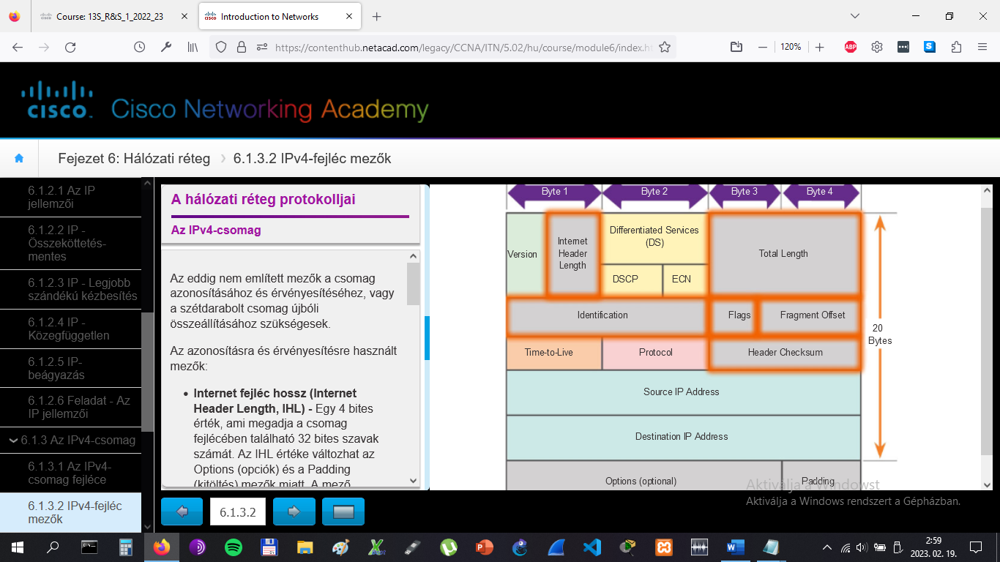 Course: 13S_R&S_1_2022_23
Introduction to Networks
https://contenthub.netacad.com/legacy/CCNA/ITN/5.02/hu/course/module6/index.h
120%
ABP
CISCO
Cisco Networking Academy
Fejezet 6: Hálózati réteg
6.1.3.2 IPv4-fejléc mezők
6.1.2.1 Az IP
jellemzői
6.1.2.2 IP -
Összeköttetés-
mentes
6.1.2.3 IP - Legjobb
szándékú kézbesítés
6.1.2.4 IP -
Közegfüggetlen
6.1.2.5 IP-
beágyazás
6.1.2.6 Feladat - Az
IP jellemzői
6.1.3 Az IPv4-csomag
6.1.3.1 Az IPv4-
csomag fejléce
6.1.3.2 IPv4-fejléc
mezők
A hálózati réteg protokolljai
Az IPv4-csomag
Az eddig nem említett mezők a csomag
azonosításához és érvényesítéséhez, vagy
a szétdarabolt csomag újbóli
összeállításához szükségesek.
Az azonosításra és érvényesítésre használt
mezők:
• Internet fejléc hossz (Internet
Header Length, IHL) - Egy 4 bites
érték, ami megadja a csomag
fejlécében található 32 bites szavak
számát. Az IHL értéke változhat az
Options (opciók) és a Padding
(kitöltés) mezők miatt. A mező
6.1.3.2
Byte 1
Byte 2
Byte 3
Byte 4
Version
Internet
Header
Length
Differentiated Services
(DS)
DSCP
ECN
Total Length
Identification
Flags
Fragment Offset
Time-to-Live
Protocol
Header Checksum
Source IP Address
Destination IP Address
Options (optional)
Padding
20
Bytes
Aktiválja a Windowst
Aktiválja a Windows rendszert a Gépházban.
2:59
2023. 02. 19.